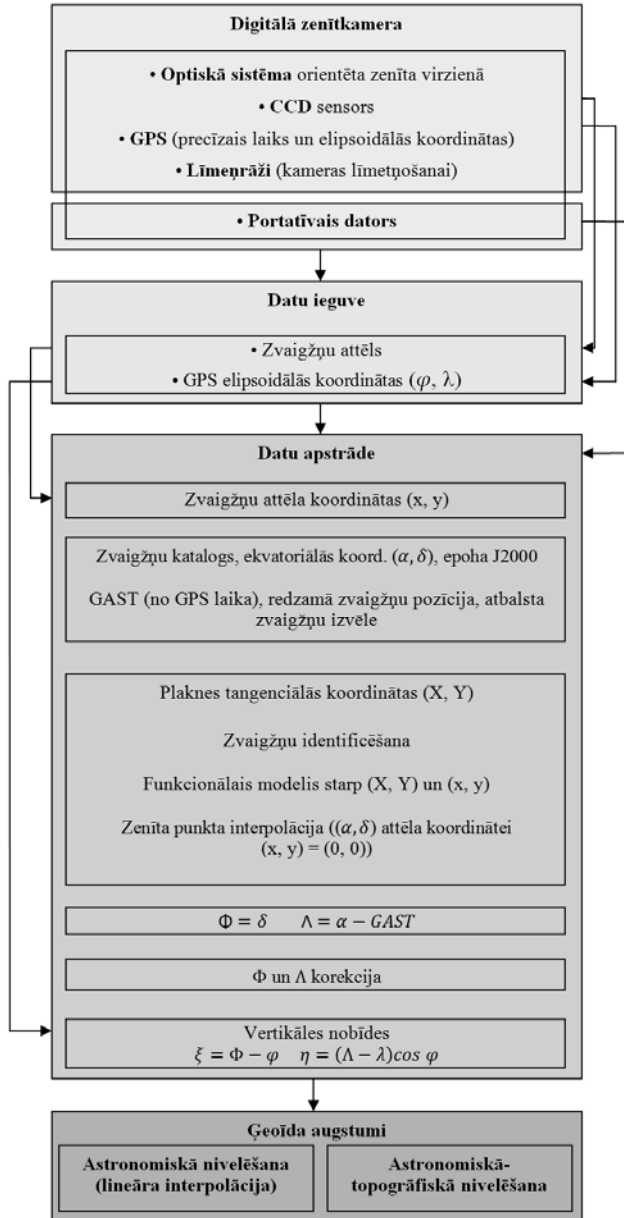 Digitālā zenītkamera
• Optiskā sistēma orientēta zenīta virzienā
• CCD sensors
• GPS (precīzais laiks un elipsoidālās koordinātas)
• Līmeņrāži (kameras līmetņošanai)
• Portatīvais dators
Datu ieguve
• Zvaigžņu attēls
• GPS elipsoidālās koordinātas (φ, λ)
Datu apstrāde
Zvaigžņu attēla koordinātas (x, y)
Zvaigžņu katalogs, ekvatoriālās koord. (α, δ), epoha J2000
GAST (no GPS laika), redzamā zvaigžņu pozīcija, atbalsta
zvaigžņu izvēle
Plaknes tangenciālās koordinātas (X, Y)
Zvaigžņu identificēšana
Funkcionālais modelis starp (X, Y) un (x, y)
Zenīta punkta interpolācija ((α, δ) attēla koordinātei
(x, y) = (0, 0))
Φ = δ Λ = α − GAST
Φ un Λ korekcija
Vertikāles nobīdes
ξ = Φ − φ η = (Λ − λ)cos φ
Ģeoīda augstumi
Astronomiskā nivelēšana
(lineāra interpolācija)
Astronomiskā-
topogrāfiskā nivelēšana